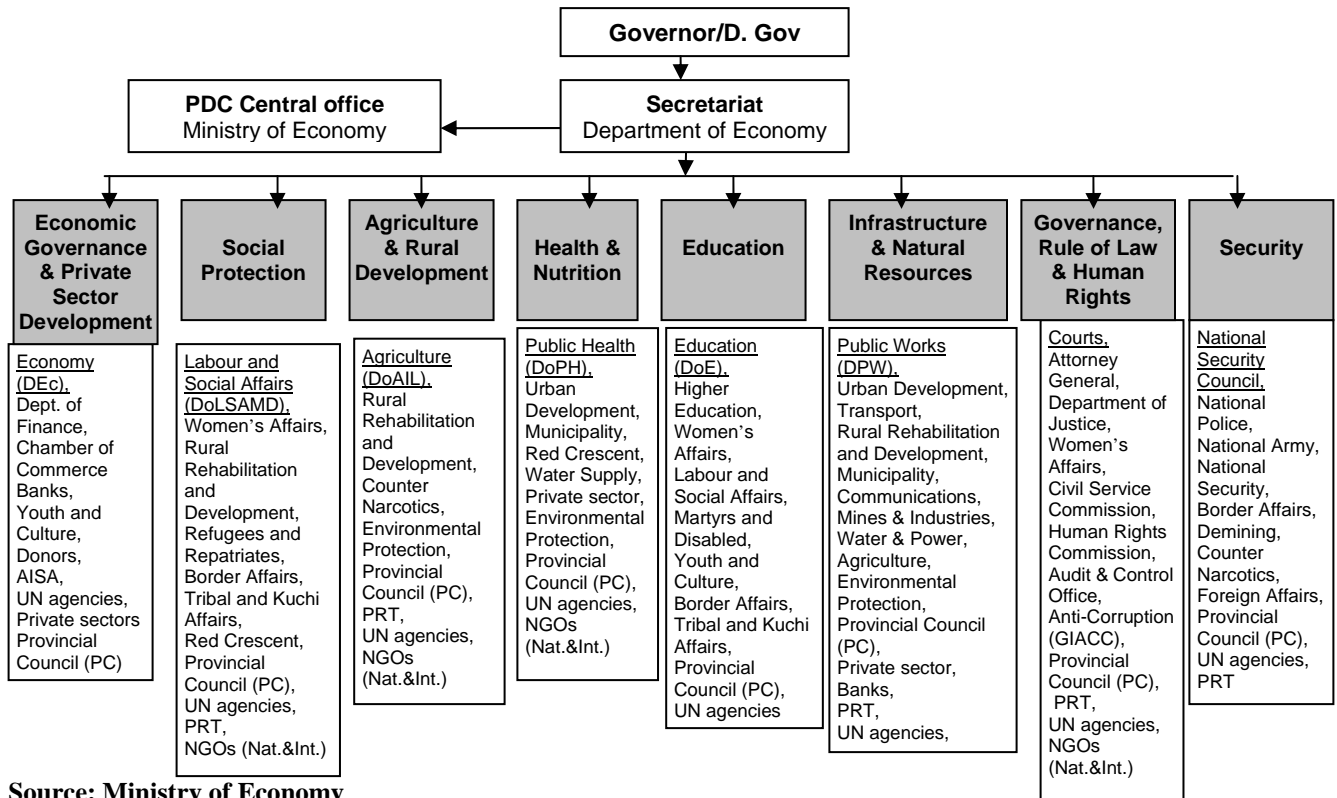 Governor/D. Gov
PDC Central office
Ministry of Economy
Secretariat
Department of Economy
Economic
Governance
& Private
Sector
Development
Social
Protection
Agriculture
& Rural
Development
Health &
Nutrition
Education
Infrastructure
& Natural
Resources
Governance,
Rule of Law
& Human
Rights
Security
Economy
(DEc),
Dept. of
Finance,
Chamber of
Commerce
Banks,
Youth and
Culture,
Donors,
AISA,
UN agencies,
Private sectors
Provincial
Council (PC)
Labour and
Social Affairs
(DoLSAMD),
Women's Affairs,
Rural
Rehabilitation
and
Development,
Refugees and
Repatriates,
Border Affairs,
Tribal and Kuchi
Affairs,
Red Crescent,
Provincial
Council (PC),
UN agencies,
PRT,
NGOs (Nat.&Int.)
Agriculture
(DoAIL),
Rural
Rehabilitation
and
Development,
Counter
Narcotics,
Environmental
Protection,
Provincial
Council (PC),
PRT,
UN agencies,
NGOs
(Nat.&Int.)
Public Health
(DoPH),
Urban
Development,
Municipality,
Red Crescent,
Water Supply,
Private sector,
Environmental
Protection,
Provincial
Council (PC),
UN agencies,
NGOs
(Nat.&Int.)
Education
(DoE),
Higher
Education,
Women's
Affairs,
Labour and
Social Affairs,
Martyrs and
Disabled,
Youth and
Culture,
Border Affairs,
Tribal and Kuchi
Affairs,
Provincial
Council (PC),
UN agencies
Public Works
(DPW),
Urban Development,
Transport,
Rural Rehabilitation
and Development,
Municipality,
Communications,
Mines & Industries,
Water & Power,
Agriculture,
Environmental
Protection,
Provincial Council
(PC),
Private sector,
Banks,
PRT,
UN agencies,
Courts,
Attorney
General,
Department of
Justice,
Women's
Affairs,
Civil Service
Commission,
Human Rights
Commission,
Audit & Control
Office,
Anti-Corruption
(GIACC),
Provincial
Council (PC),
PRT,
UN agencies,
NGOs
(Nat.&Int.)
National
Security
Council,
National
Police,
National Army,
National
Security,
Border Affairs,
Demining,
Counter
Narcotics,
Foreign Affairs,
Provincial
Council (PC),
UN agencies,
PRT
Source: Ministry of Economy